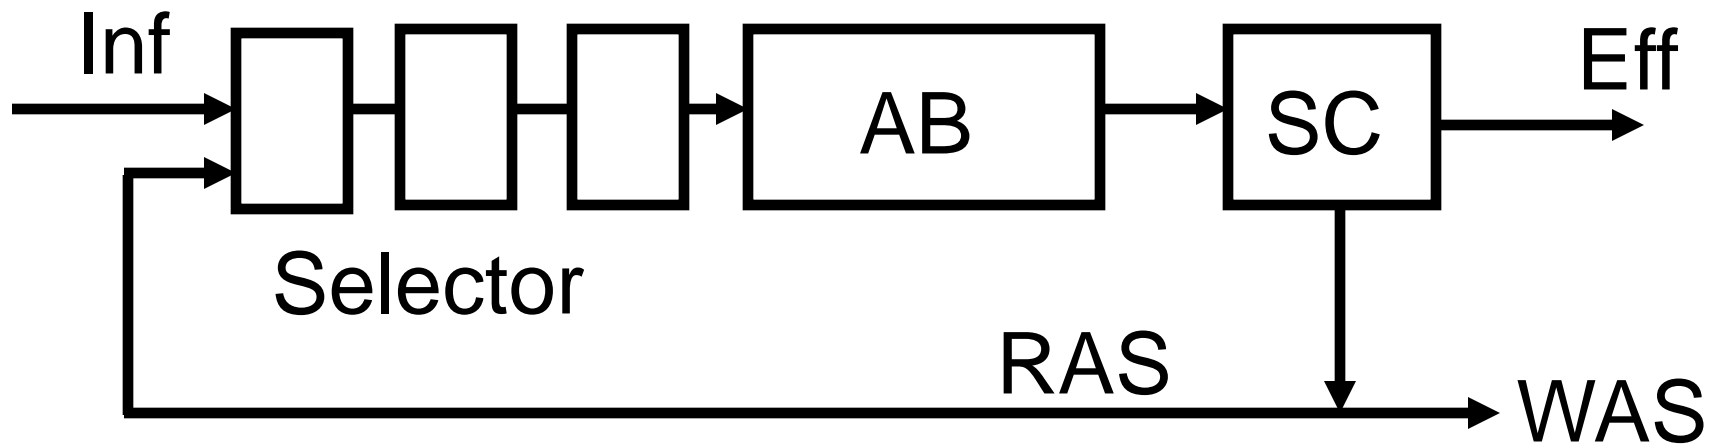 Inf
Eff
AB
SC
Selector
RAS
WAS